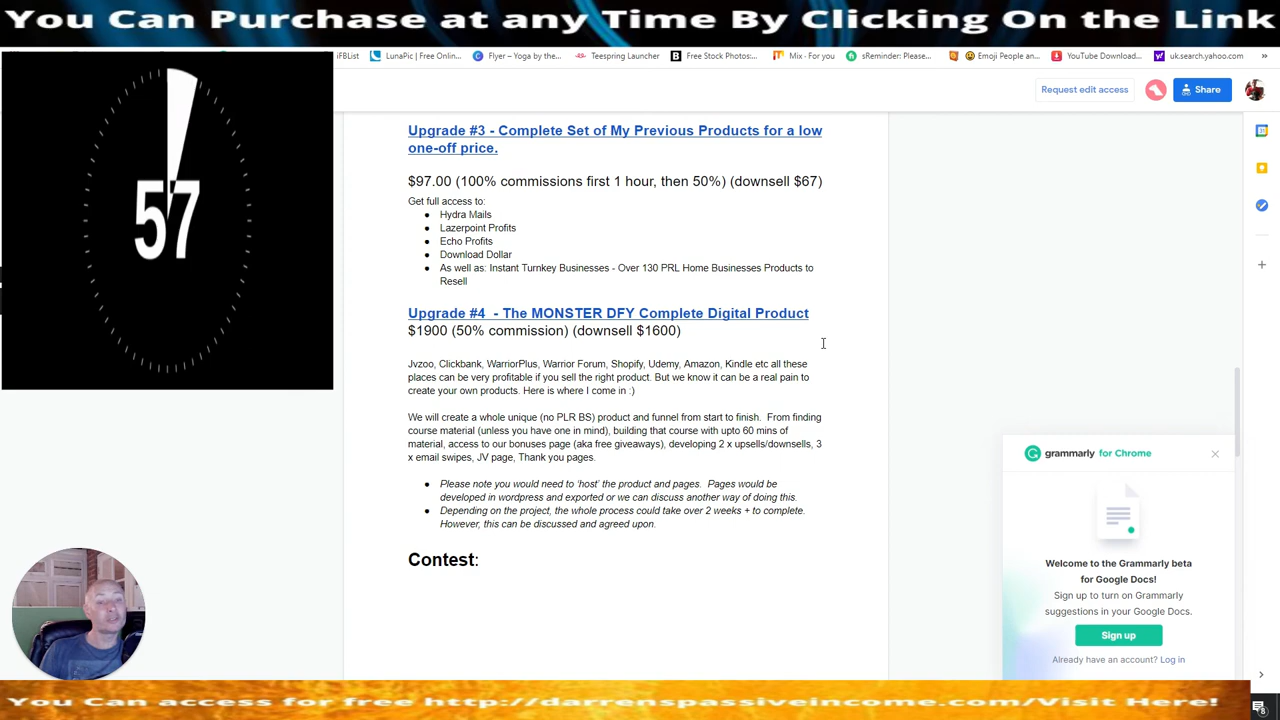 You Can Purchase at any Time By Clicking On the Link
iFBList
LunaPic | Free Onlin...
Flyer – Yoga by the...
Teespring Launcher
Free Stock Photos:...
Mix · For you
sReminder: Please...
Emoji People an...
YouTube Download...
uk.search.yahoo.com
»
Request edit access
Share
57
Upgrade #3 - Complete Set of My Previous Products for a low
one-off price.
$97.00 (100% commissions first 1 hour, then 50%) (downsell $67)
Get full access to:
● Hydra Mails
● Lazerpoint Profits
● Echo Profits
● Download Dollar
● As well as: Instant Turnkey Businesses - Over 130 PRL Home Businesses Products to
Resell
Upgrade #4 - The MONSTER DFY Complete Digital Product
$1900 (50% commission) (downsell $1600)
Jvzoo, Clickbank, WarriorPlus, Warrior Forum, Shopify, Udemy, Amazon, Kindle etc all these
places can be very profitable if you sell the right product. But we know it can be a real pain to
create your own products. Here is where I come in :)
We will create a whole unique (no PLR BS) product and funnel from start to finish. From finding
course material (unless you have one in mind), building that course with upto 60 mins of
material, access to our bonuses page (aka free giveaways), developing 2 x upsells/downsells, 3
x email swipes, JV page, Thank you pages.
● Please note you would need to 'host' the product and pages. Pages would be
developed in wordpress and exported or we can discuss another way of doing this.
● Depending on the project, the whole process could take over 2 weeks + to complete.
However, this can be discussed and agreed upon.
Contest:
grammarly for Chrome
Welcome to the Grammarly beta
for Google Docs!
Sign up to turn on Grammarly
suggestions in your Google Docs.
Sign up
Already have an account? Log in
You Can access for free http://darrenspassiveincome.com/Visit Here!
8